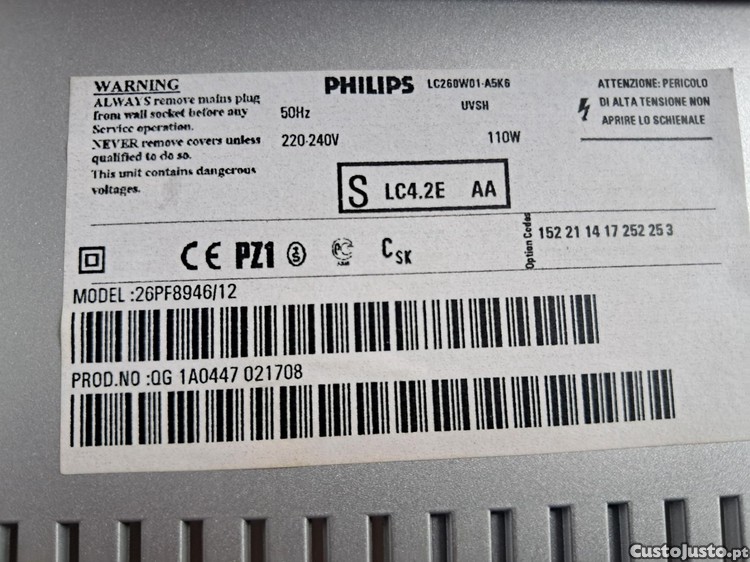 WARNING
ALWAYS remove mains plug
from wall socket before any
Service operation.
NEVER remove covers unless
qualified to do so.
This unit contains dangerous
voltages.
PHILIPS
LC260W01-A5K6
UVSH
50Hz
220-240V
110W
ATTENZIONE: PERICOLO
DI ALTA TENSIONE NON
APRIRE LO SCHIENALE
S LC4.2E AA
CE PZ1
CSK
Option Codes
152 21 14 17 252 25 3
MODEL :26PF8946/12
PROD.NO :QG 1A0447 021708
CustoJusto.pt